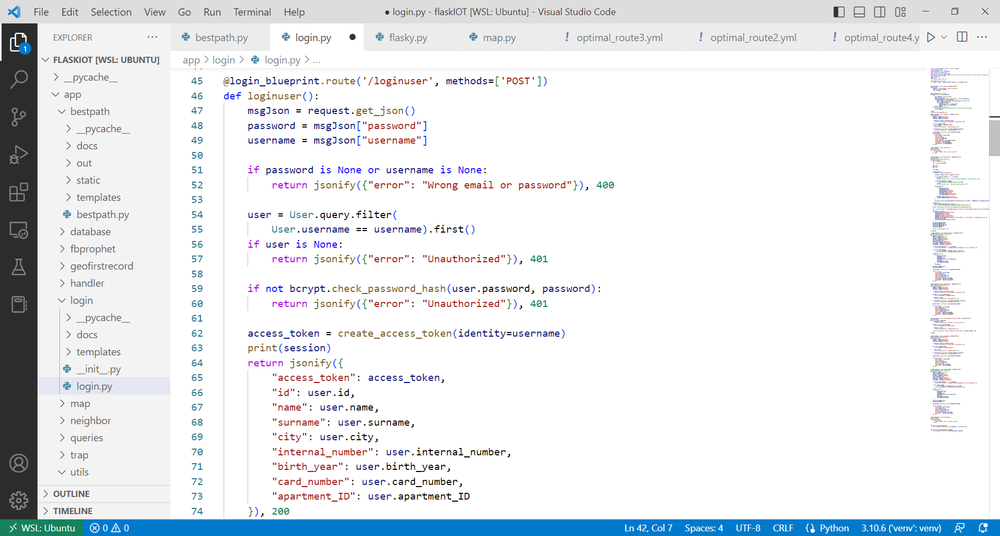 File Edit Selection View Go Run Terminal Help
● login.py - flaskIOT [WSL: Ubuntu] - Visual Studio Code
EXPLORER
bestpath.py login.py flasky.py map.py ! optimal_route3.yml ! optimal_route2.yml ! optimal_route4.y
1
FLASKIOT [WSL: UBUNTU]
app > login > login.py > ...
__pycache__
app
bestpath
__pycache__
docs
out
static
templates
bestpath.py
database
fbprophet
geofirstrecord
handler
login
__pycache__
docs
templates
__init__.py
login.py
map
neighbor
queries
trap
utils
OUTLINE
TIMELINE
45 @login_blueprint.route('/loginuser', methods=['POST'])
46 def loginuser():
47 msgJson = request.get_json()
48 password = msgJson["password"]
49 username = msgJson["username"]
50
51 if password is None or username is None:
52 return jsonify({"error": "Wrong email or password"}), 400
53
54 user = User.query.filter(
55 User.username == username).first()
56 if user is None:
57 return jsonify({"error": "Unauthorized"}), 401
58
59 if not bcrypt.check_password_hash(user.password, password):
60 return jsonify({"error": "Unauthorized"}), 401
61
62 access_token = create_access_token(identity=username)
63 print(session)
64 return jsonify({
65 "access_token": access_token,
66 "id": user.id,
67 "name": user.name,
68 "surname": user.surname,
69 "city": user.city,
70 "internal_number": user.internal_number,
71 "birth_year": user.birth_year,
72 "card_number": user.card_number,
73 "apartment_ID": user.apartment_ID
74 }), 200
WSL: Ubuntu 0 0 Ln 42, Col 7 Spaces: 4 UTF-8 CRLF Python 3.10.6 ('venv': venv)